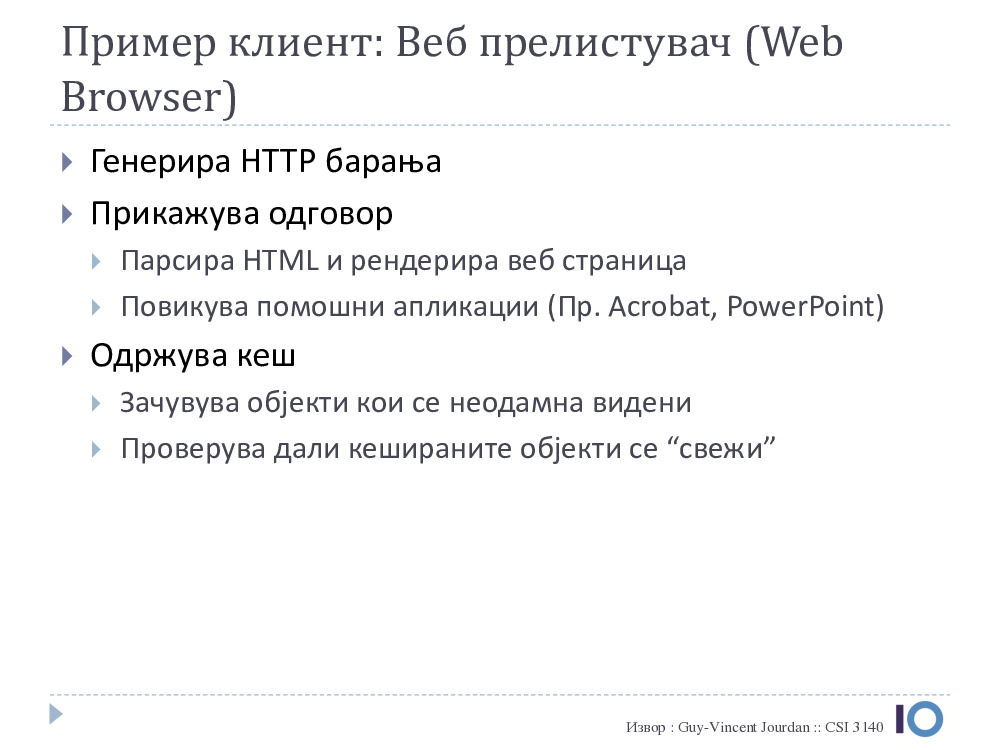 Пример клиент: Веб прелистувач (Web
Browser)
Генерира HTTP барања
Прикажува одговор
Парсира HTML и рендерира веб страница
Повикува помошни апликации (Пр. Acrobat, PowerPoint)
Одржува кеш
Зачувува објекти кои се неодамна видени
Проверува дали кешираните објекти се “свежи”
Извор : Guy-Vincent Jourdan :: CSI 3140